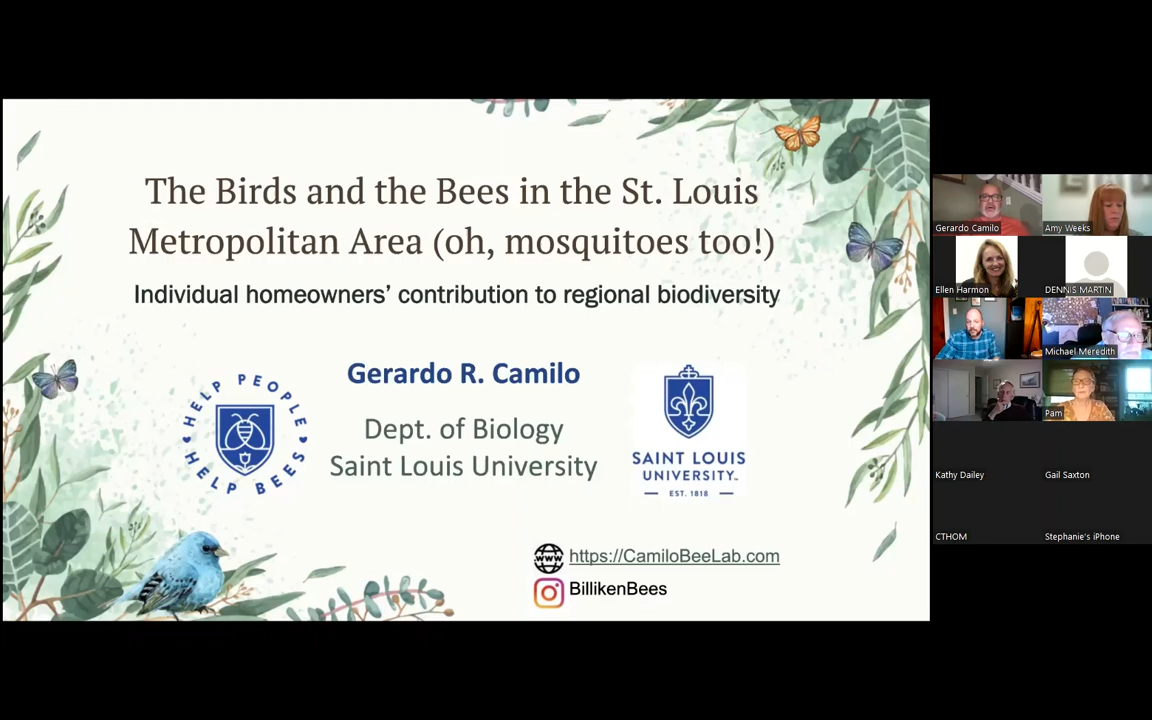 The Birds and the Bees in the St. Louis
Metropolitan Area (oh, mosquitoes too!)
Individual homeowners' contribution to regional biodiversity
HELP PEOPLE
HELP BEES
Gerardo R. Camilo
Dept. of Biology
Saint Louis University
SAINT LOUIS
UNIVERSITY™
EST. 1818
WWW
https://CamiloBeeLab.com
BillikenBees
Gerardo Camilo
Amy Weeks
Ellen Harmon
DENNIS MARTIN
Michael Meredith
Pam
Kathy Dailey
Gail Saxton
CTHOM
Stephanie's iPhone